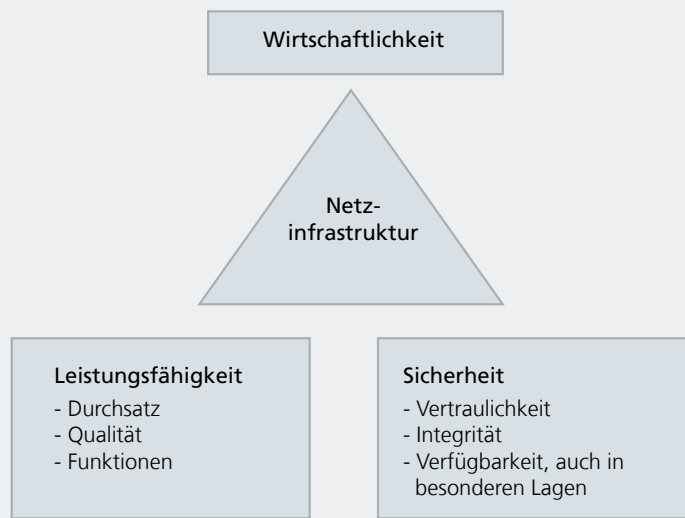 Wirtschaftlichkeit
Netz-
infrastruktur
Leistungsfähigkeit
- Durchsatz
- Qualität
- Funktionen
Sicherheit
- Vertraulichkeit
- Integrität
- Verfügbarkeit, auch in
besonderen Lagen